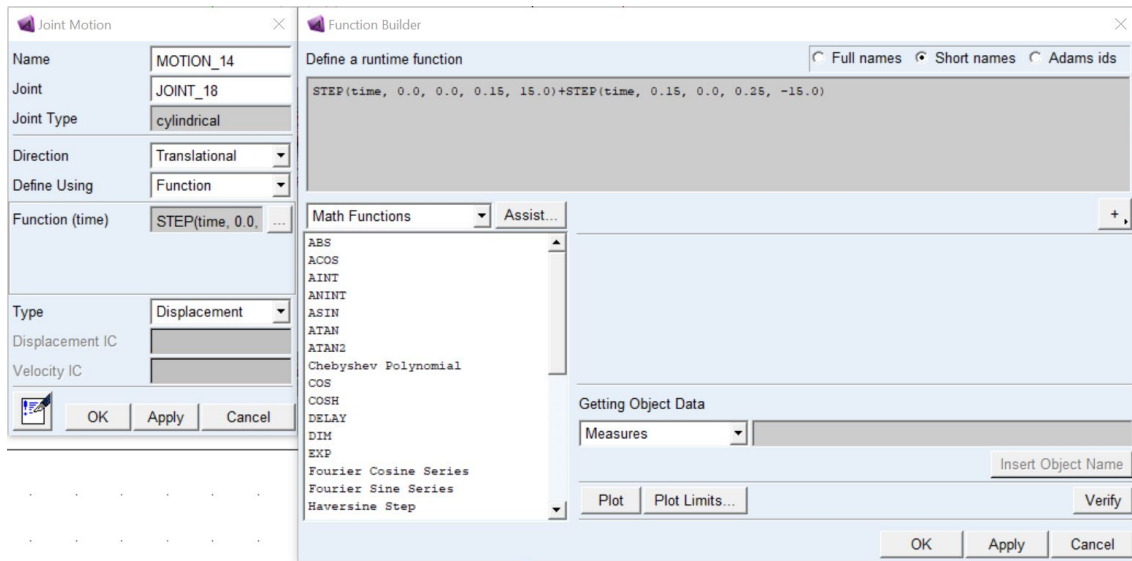 Joint Motion
Name MOTION_14
Joint JOINT_18
Joint Type cylindrical
Direction Translational
Define Using Function
Function (time) STEP(time, 0.0, ...
Type Displacement
Displacement IC
Velocity IC
OK Apply Cancel
Function Builder
Define a runtime function Full names Short names Adams ids
STEP(time, 0.0, 0.0, 0.15, 15.0)+STEP(time, 0.15, 0.0, 0.25, -15.0)
Math Functions Assist... +
ABS
ACOS
AINT
ANINT
ASIN
ATAN
ATAN2
Chebyshev Polynomial
COS
COSH
DELAY
DIM
EXP
Fourier Cosine Series
Fourier Sine Series
Haversine Step
Getting Object Data
Measures
Insert Object Name
Plot Plot Limits... Verify
OK Apply Cancel